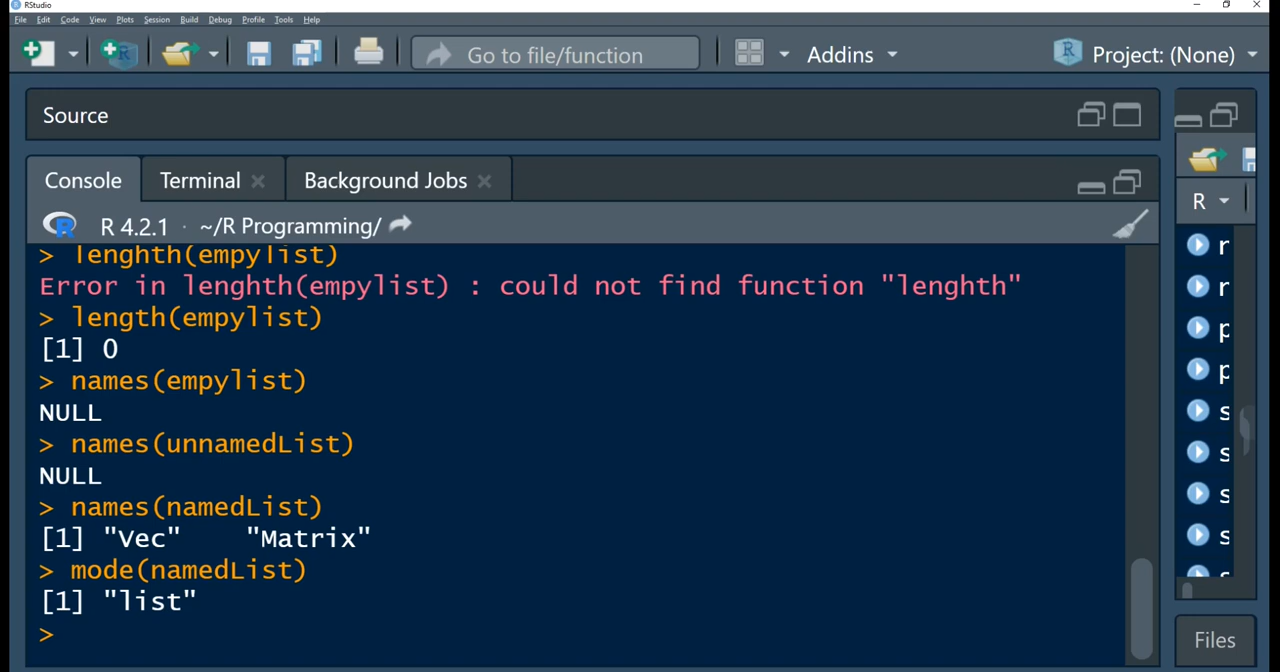 RStudio
File Edit Code View Plots Session Build Debug Profile Tools Help
Go to file/function
Addins
Project: (None)
Source
Console Terminal Background Jobs
R 4.2.1 · ~/R Programming/
R
> lenghth(empylist)
Error in lenghth(empylist) : could not find function "lenghth"
> length(empylist)
[1] 0
> names(empylist)
NULL
> names(unnamedList)
NULL
> names(namedList)
[1] "Vec"    "Matrix"
> mode(namedList)
[1] "list"
>
r
r
p
p
s
s
s
s
Files